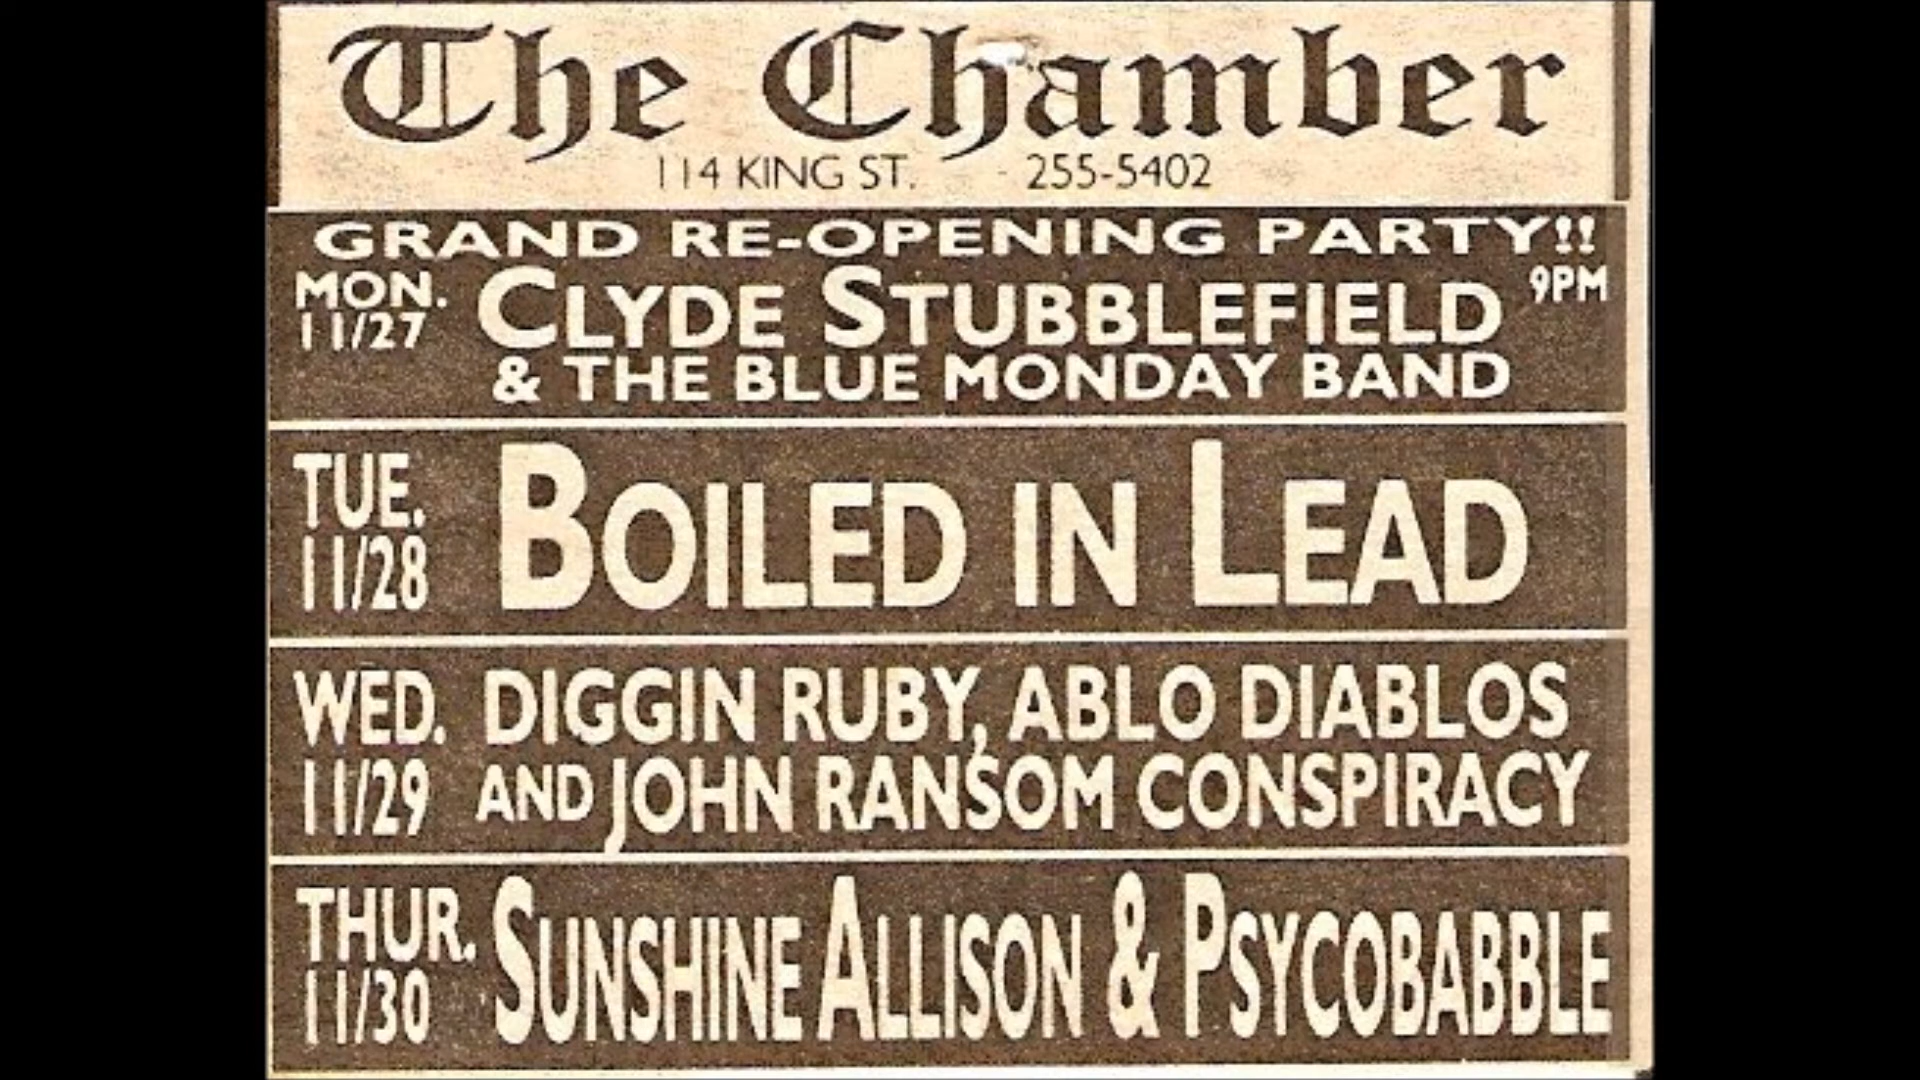 The Chamber
114 KING ST. 255-5402
GRAND RE-OPENING PARTY!!
MON. 11/27 CLYDE STUBBLEFIELD 9PM
& THE BLUE MONDAY BAND
TUE. 11/28 BOILED IN LEAD
WED. DIGGIN RUBY, ABLO DIABLOS
11/29 AND JOHN RANSOM CONSPIRACY
THUR. 11/30 SUNSHINE ALLISON & PSYCOBABBLE